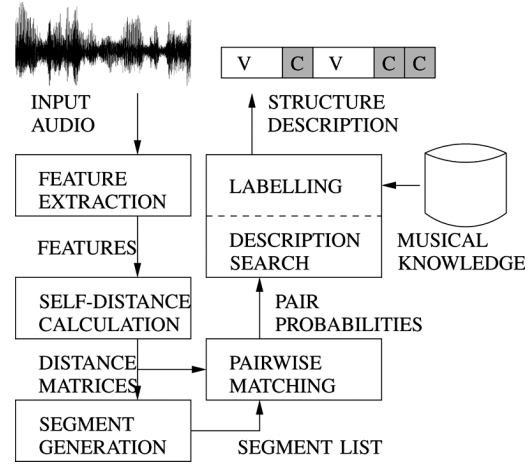 V C V C C
INPUT
AUDIO
STRUCTURE
DESCRIPTION
FEATURE
EXTRACTION
LABELLING
FEATURES
DESCRIPTION
SEARCH
MUSICAL
KNOWLEDGE
SELF-DISTANCE
CALCULATION
PAIR
PROBABILITIES
DISTANCE
MATRICES
PAIRWISE
MATCHING
SEGMENT
GENERATION
SEGMENT LIST